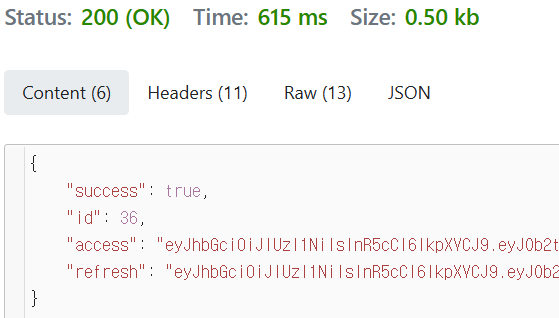 Status: 200 (OK) Time: 615 ms Size: 0.50 kb
Content (6) Headers (11) Raw (13) JSON
{
"success": true,
"id": 36,
"access": "eyJhbGciOiJIUzI1NiIsInR5cCI6IkpXVCJ9.eyJ0b2t
"refresh": "eyJhbGciOiJIUzI1NiIsInR5cCI6IkpXVCJ9.eyJ0b2
}